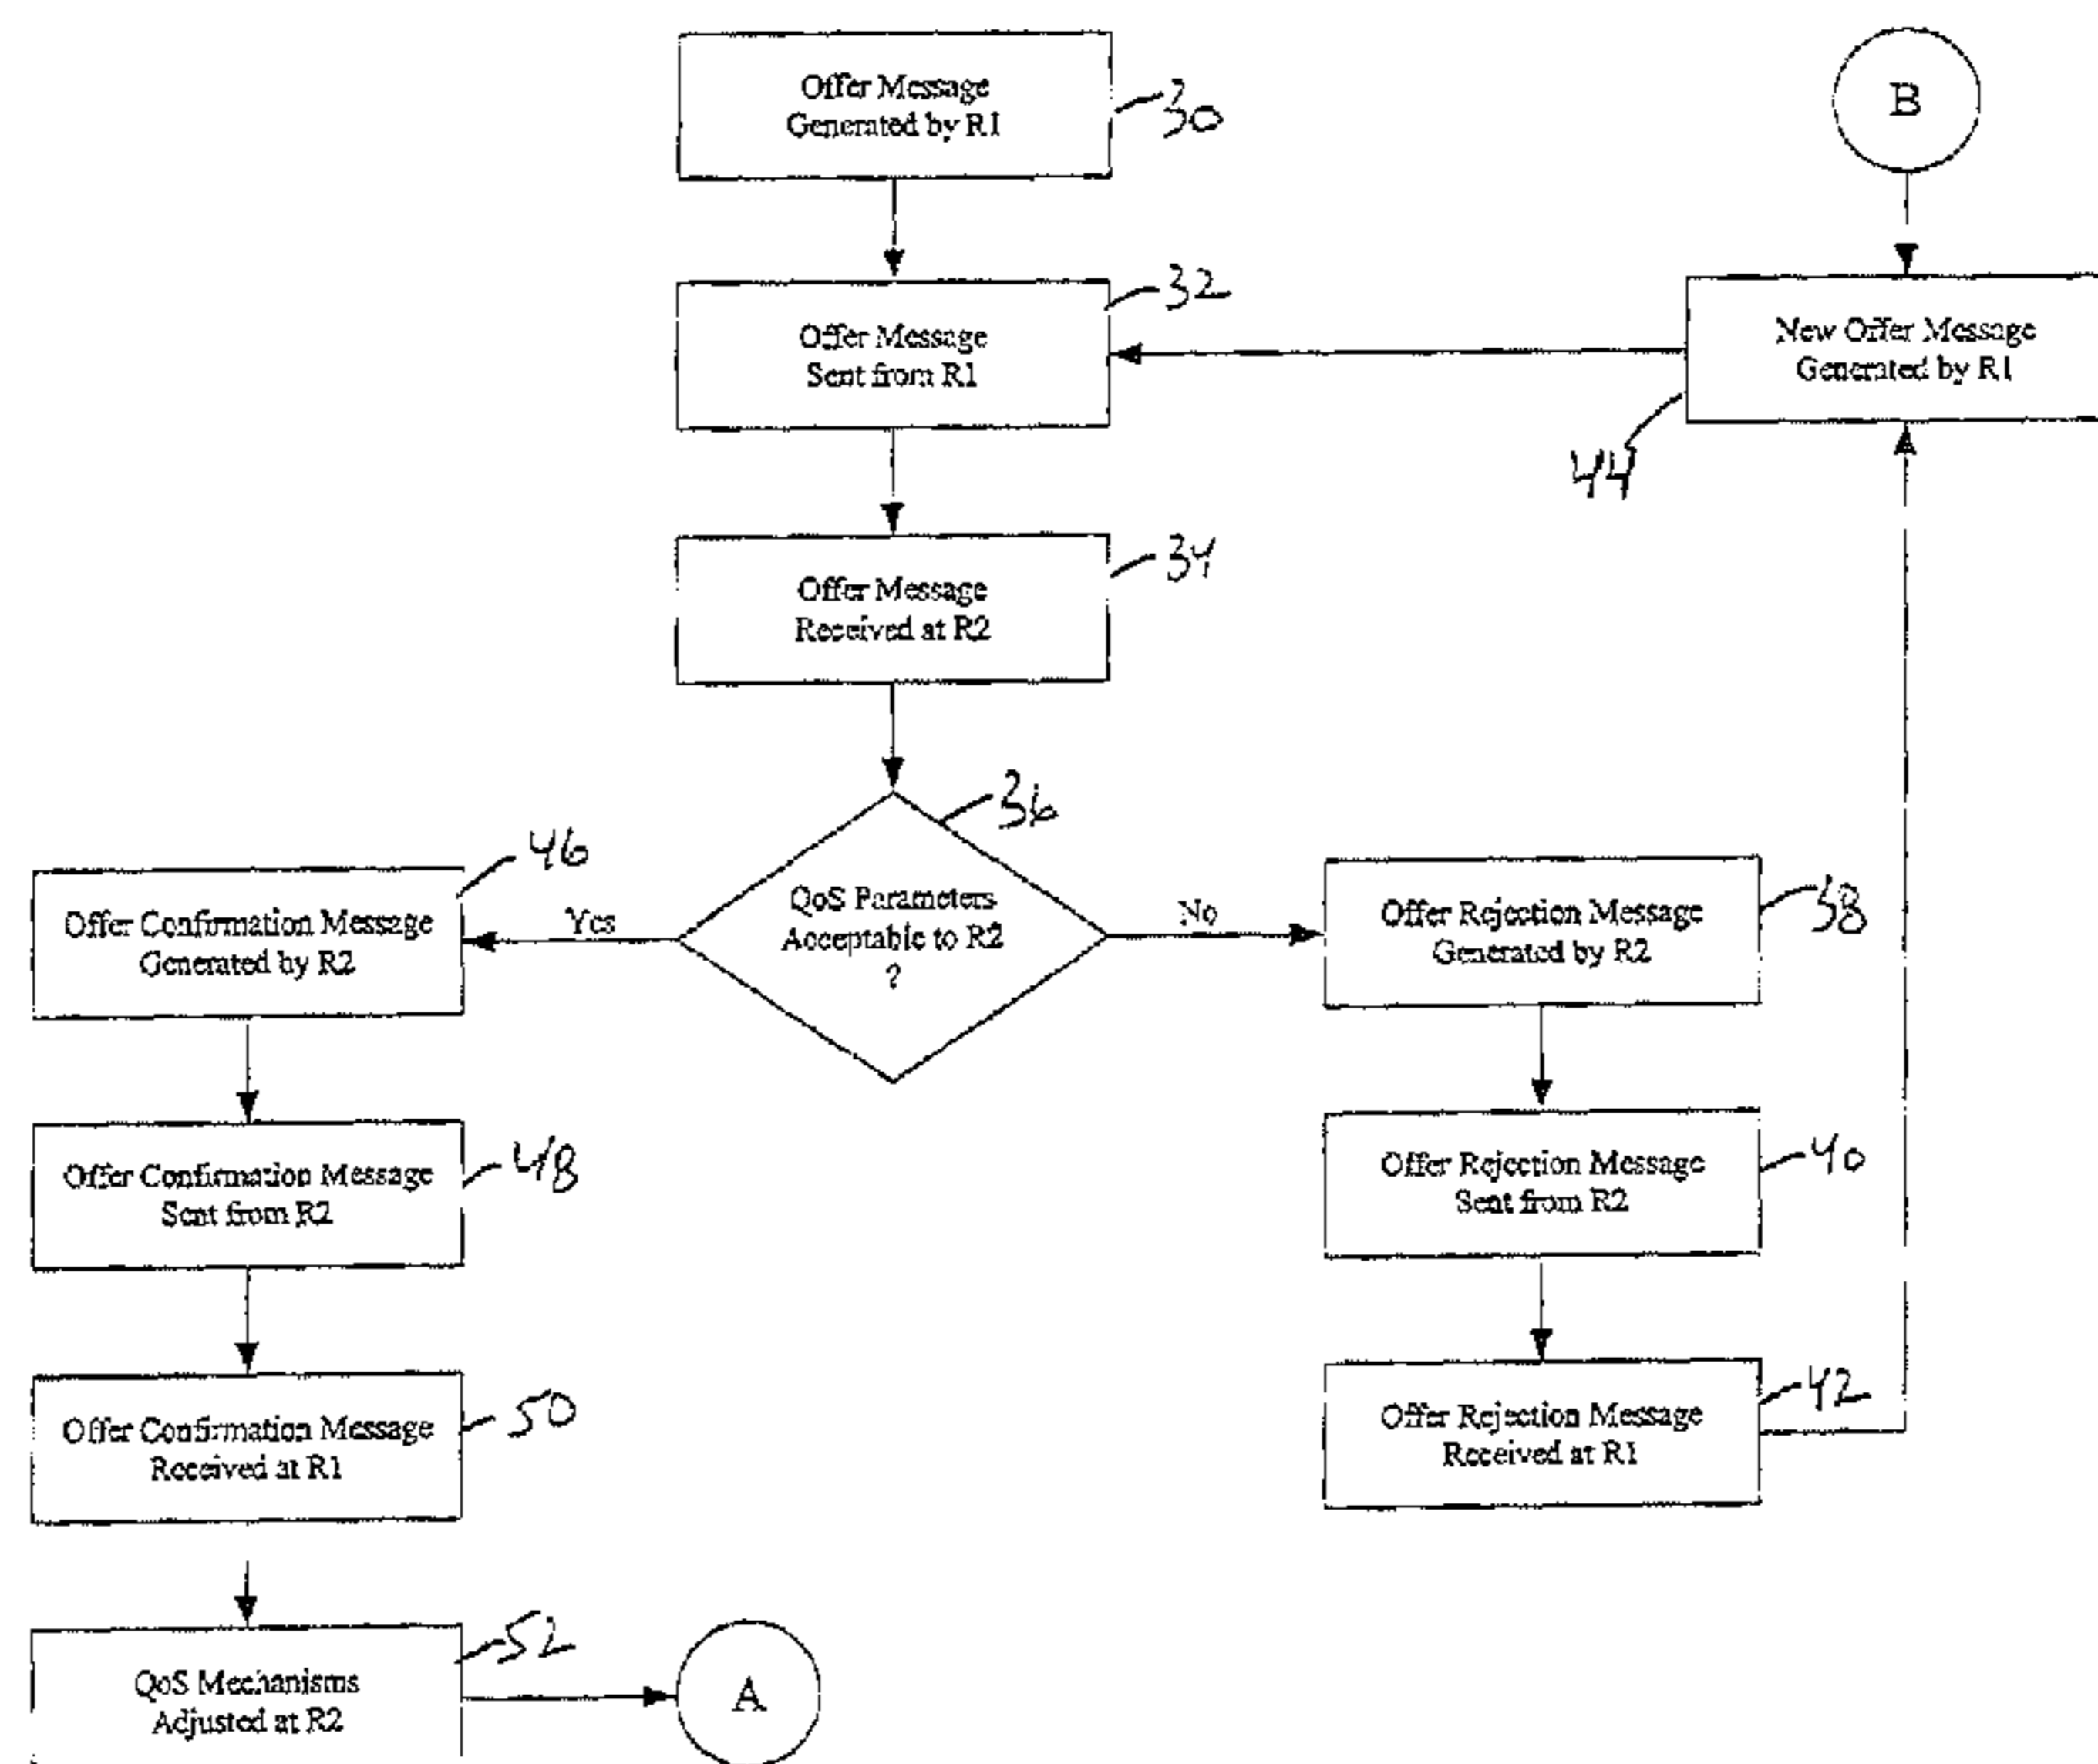 Offer Message
Generated by R1
30
B
Offer Message
Sent from R1
32
New Offer Message
Generated by R1
44
Offer Message
Received at R2
34
QoS Parameters
Acceptable to R2
?
36
Yes
No
Offer Confirmation Message
Generated by R2
46
Offer Rejection Message
Generated by R2
38
Offer Confirmation Message
Sent from R2
48
Offer Rejection Message
Sent from R2
40
Offer Confirmation Message
Received at R1
50
Offer Rejection Message
Received at R1
42
QoS Mechanisms
Adjusted at R2
52
A